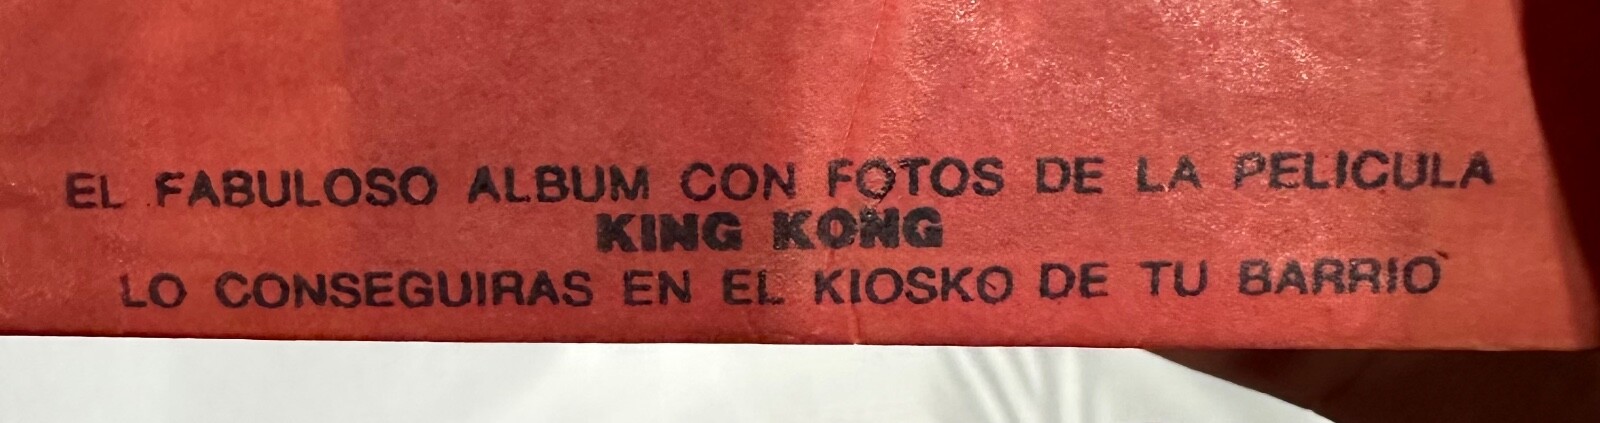 EL FABULOSO ALBUM CON FOTOS DE LA PELICULA
KING KONG
LO CONSEGUIRAS EN EL KIOSKO DE TU BARRIO